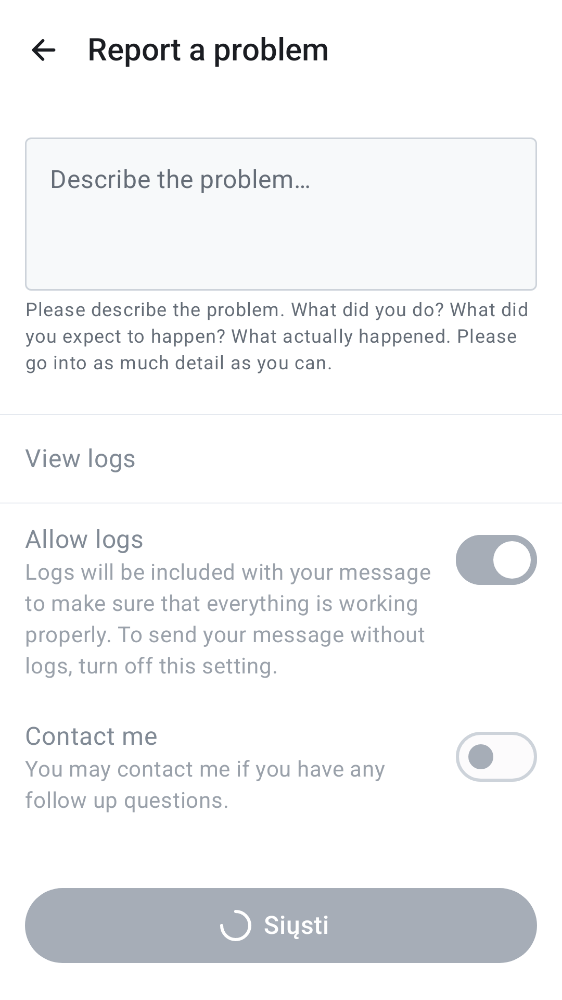 Report a problem
Describe the problem…
Please describe the problem. What did you do? What did
you expect to happen? What actually happened. Please
go into as much detail as you can.
View logs
Allow logs
Logs will be included with your message
to make sure that everything is working
properly. To send your message without
logs, turn off this setting.
Contact me
You may contact me if you have any
follow up questions.
Siųsti